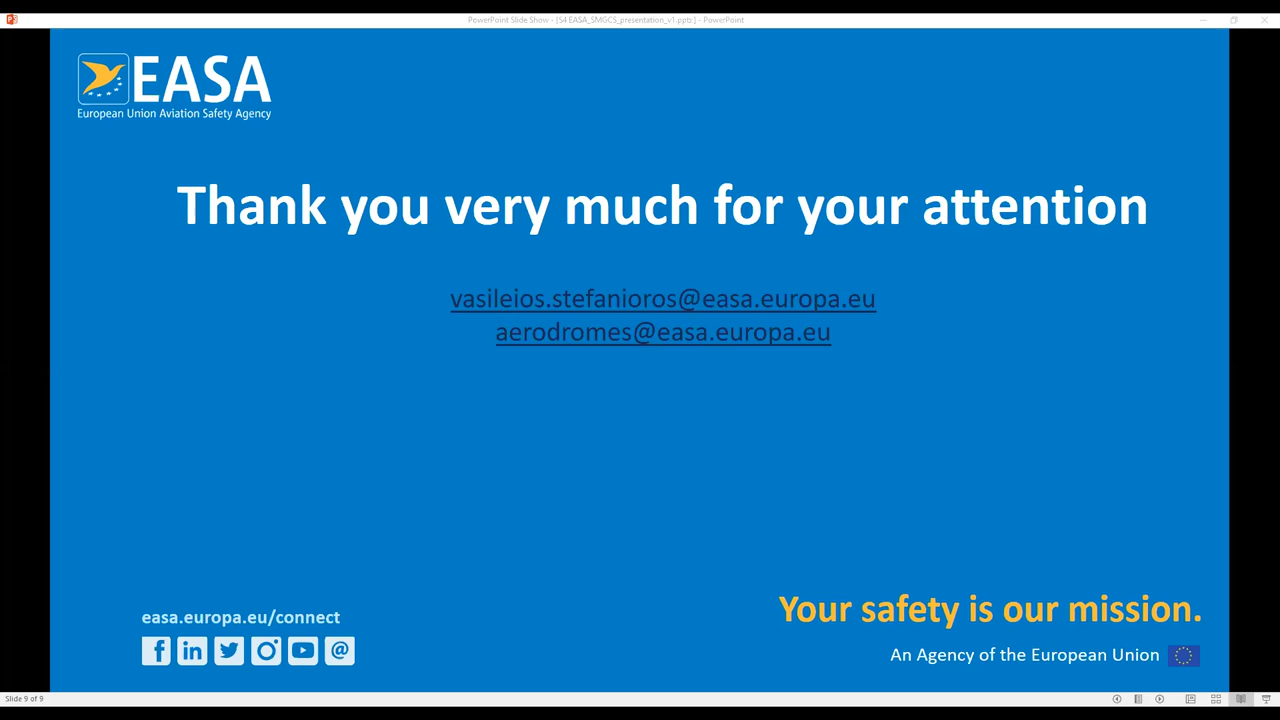 PowerPoint Slide Show - [S4 EASA_SMGCS_presentation_v1.pptx] - PowerPoint
EASA
European Union Aviation Safety Agency
Thank you very much for your attention
vasileios.stefanioros@easa.europa.eu
aerodromes@easa.europa.eu
easa.europa.eu/connect
Your safety is our mission.
An Agency of the European Union
Slide 9 of 9